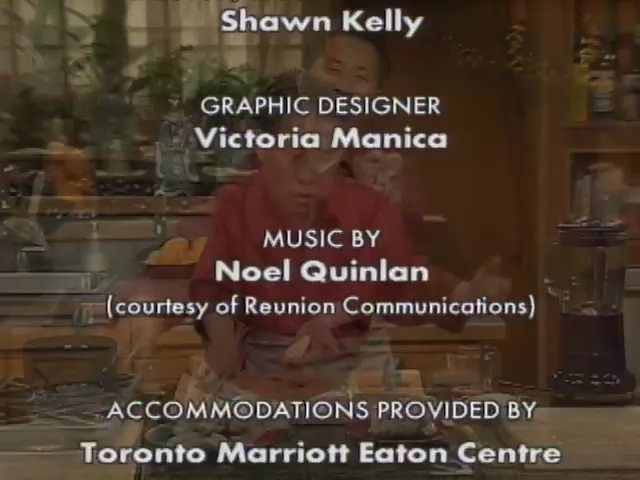 Shawn Kelly
GRAPHIC DESIGNER
Victoria Manica
MUSIC BY
Noel Quinlan
(courtesy of Reunion Communications)
ACCOMMODATIONS PROVIDED BY
Toronto Marriott Eaton Centre